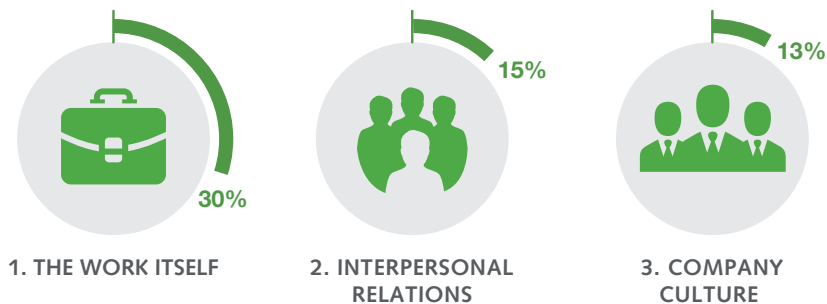 30%
15%
13%
1. THE WORK ITSELF
2. INTERPERSONAL
RELATIONS
3. COMPANY
CULTURE